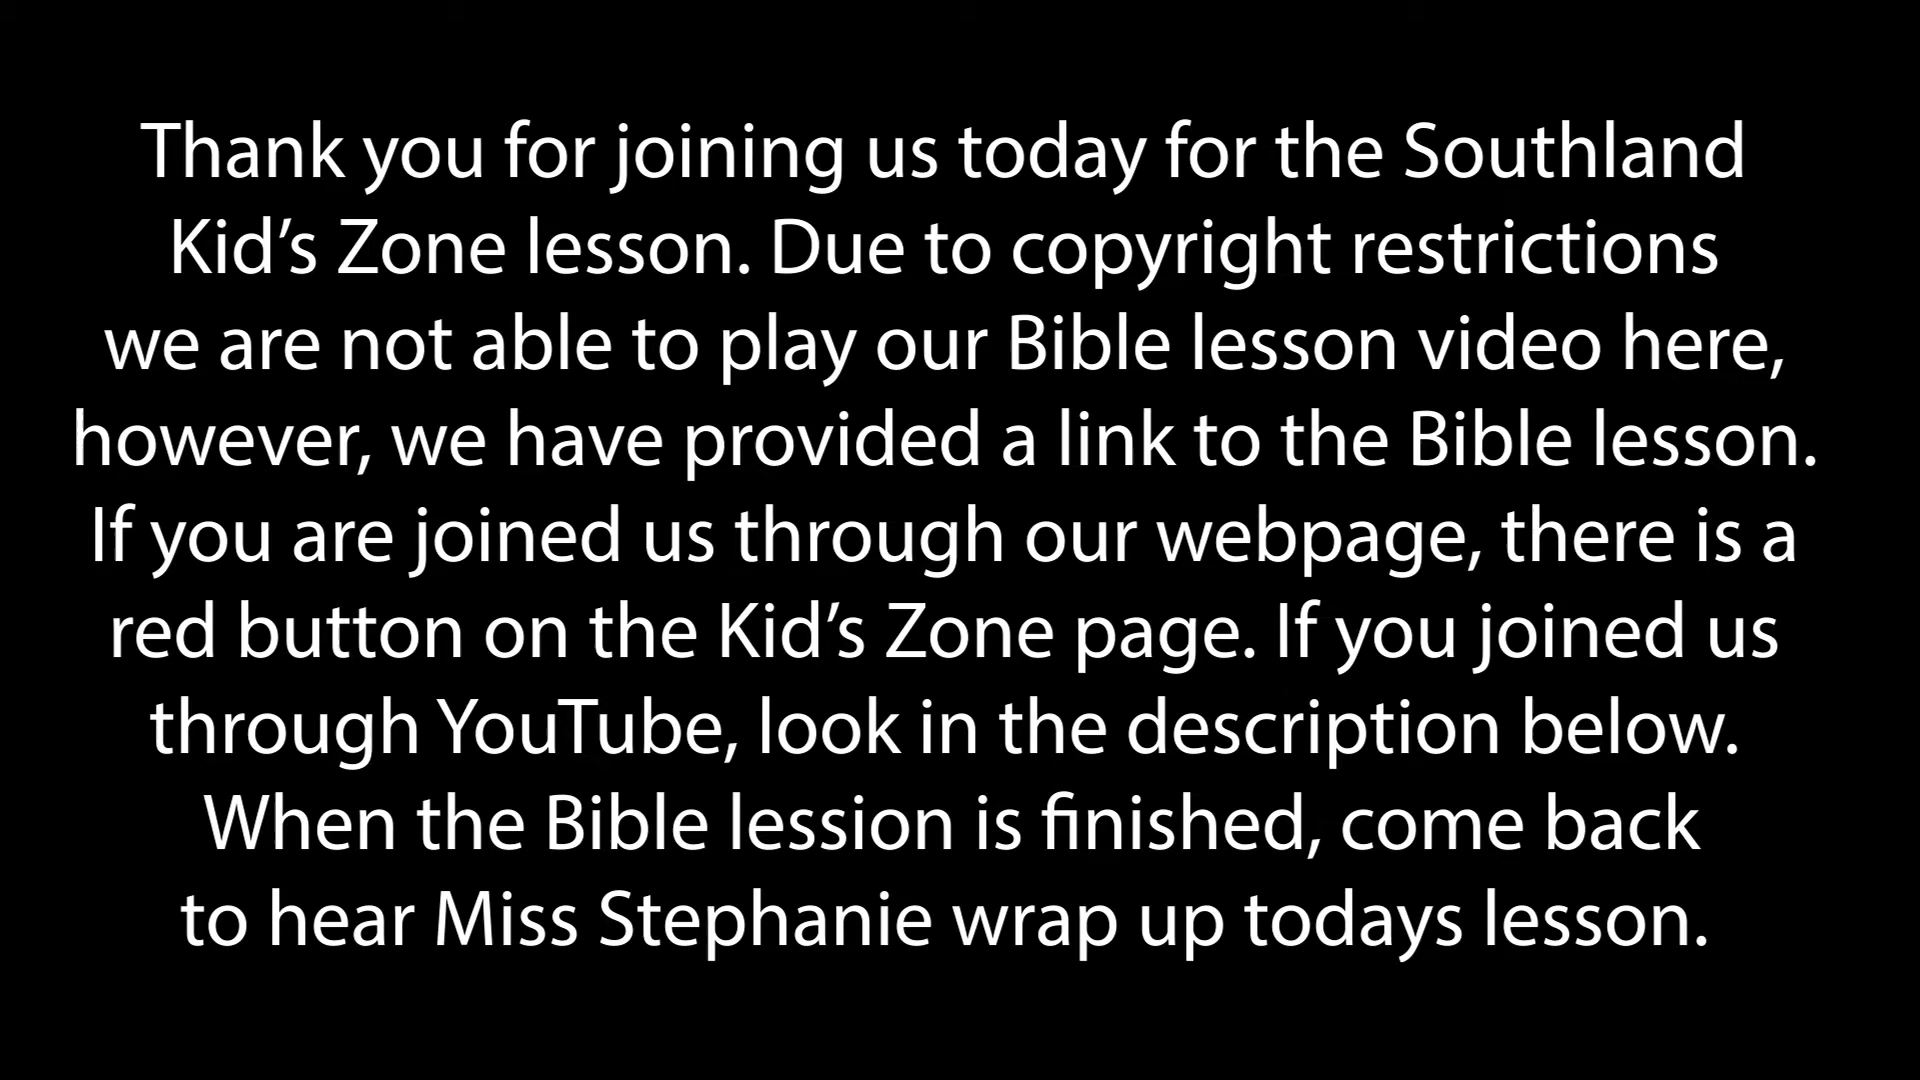 Thank you for joining us today for the Southland
Kid’s Zone lesson. Due to copyright restrictions
we are not able to play our Bible lesson video here,
however, we have provided a link to the Bible lesson.
If you are joined us through our webpage, there is a
red button on the Kid’s Zone page. If you joined us
through YouTube, look in the description below.
When the Bible lession is finished, come back
to hear Miss Stephanie wrap up todays lesson.